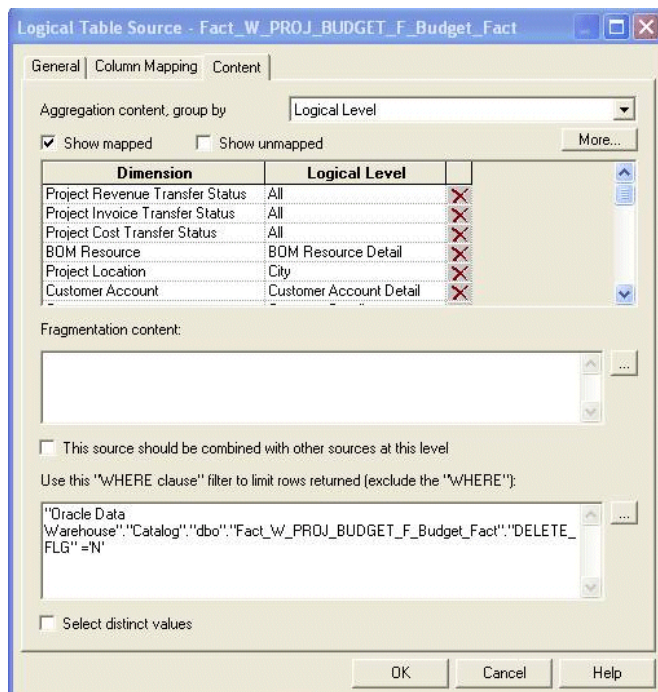 Logical Table Source - Fact_W_PROJ_BUDGET_F_Budget_Fact
General Column Mapping Content
Aggregation content, group by Logical Level
Show mapped Show unmapped More...
Dimension Logical Level
Project Revenue Transfer Status All
Project Invoice Transfer Status All
Project Cost Transfer Status All
BOM Resource BOM Resource Detail
Project Location City
Customer Account Customer Account Detail
Fragmentation content:
...
This source should be combined with other sources at this level
Use this "WHERE clause" filter to limit rows returned (exclude the "WHERE"):
"Oracle Data
Warehouse"."Catalog"."dbo"."Fact_W_PROJ_BUDGET_F_Budget_Fact"."DELETE_ ...
FLG" ='N'
Select distinct values
OK Cancel Help